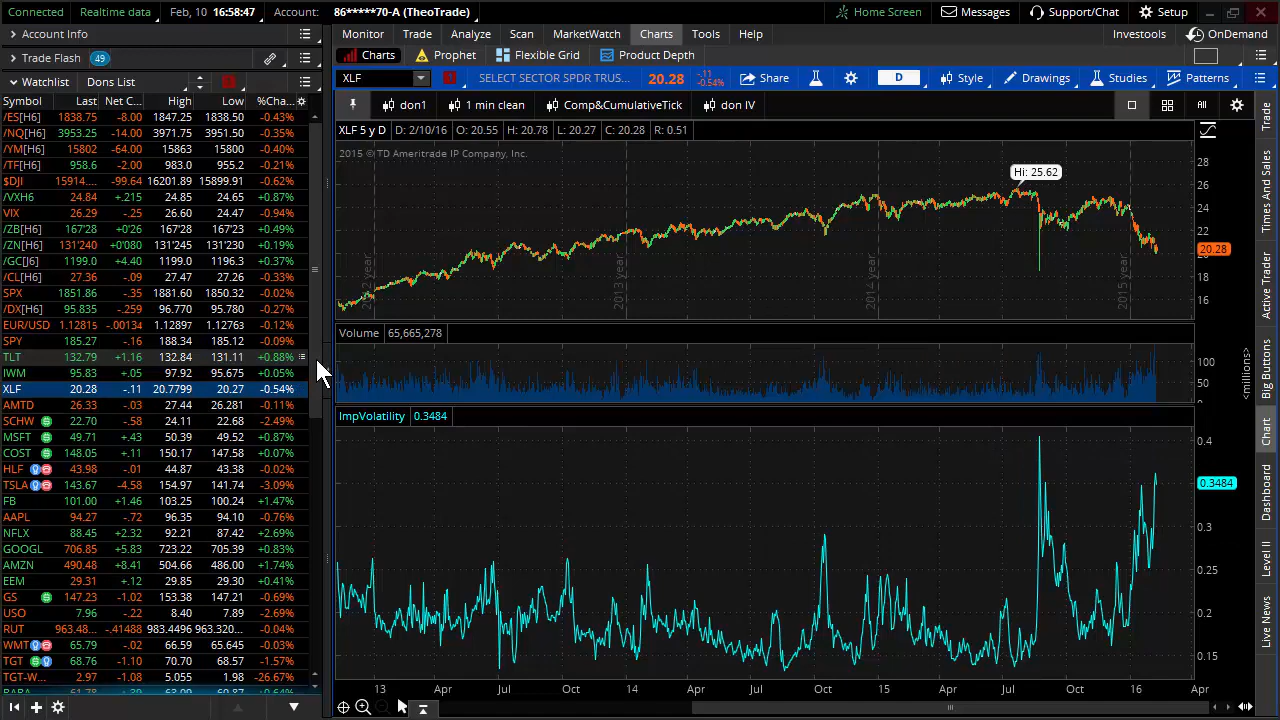 Connected Realtime data Feb, 10 16:58:47 Account: 86*****70-A (TheoTrade) Home Screen Messages Support/Chat Setup
Account Info
Trade Flash 49
Watchlist Dons List
Symbol Last Net C... High Low %Cha...
/ES[H6] 1838.75 -8.00 1847.25 1838.50 -0.43%
/NQ[H6] 3953.25 -14.00 3971.75 3951.50 -0.35%
/YM[H6] 15802 -64.00 15863 15800 -0.40%
/TF[H6] 958.6 -2.00 983.0 955.2 -0.21%
$DJI 15914.... -99.64 16201.89 15899.91 -0.62%
/VXH6 24.84 +.215 24.85 24.65 +0.87%
VIX 26.29 -.25 26.60 24.47 -0.94%
/ZB[H6] 167'28 +0'26 167'28 167'23 +0.49%
/ZN[H6] 131'240 +0'080 131'245 131'230 +0.19%
/GC[J6] 1199.0 +4.40 1199.0 1196.3 +0.37%
/CL[H6] 27.36 -.09 27.47 27.26 -0.33%
SPX 1851.86 -.35 1881.60 1850.32 -0.02%
/DX[H6] 95.835 -.259 96.770 95.780 -0.27%
EUR/USD 1.12815 -.00134 1.12897 1.12763 -0.12%
SPY 185.27 -.16 188.34 185.12 -0.09%
TLT 132.79 +1.16 132.84 131.11 +0.88%
IWM 95.83 +.05 97.92 95.675 +0.05%
XLF 20.28 -.11 20.7799 20.27 -0.54%
AMTD 26.33 -.03 27.44 26.281 -0.11%
SCHW 22.70 -.58 24.11 22.68 -2.49%
MSFT 49.71 +.43 50.39 49.52 +0.87%
COST 148.05 +.11 150.17 147.58 +0.07%
HLF 43.98 -.01 44.87 43.38 -0.02%
TSLA 143.67 -4.58 154.97 141.74 -3.09%
FB 101.00 +1.46 103.25 100.24 +1.47%
AAPL 94.27 -.72 96.35 94.10 -0.76%
NFLX 88.45 +2.32 92.21 87.42 +2.69%
GOOGL 706.85 +5.83 723.22 705.39 +0.83%
AMZN 490.48 +8.41 504.66 486.00 +1.74%
EEM 29.31 +.12 29.85 29.30 +0.41%
GS 147.23 -1.02 153.38 147.21 -0.69%
USO 7.96 -.22 8.40 7.89 -2.69%
RUT 963.48... -.41488 983.4496 963.320... -0.04%
WMT 65.79 -.02 66.59 65.645 -0.03%
TGT 68.76 -1.10 70.70 68.57 -1.57%
TGT-W... 2.97 -1.08 5.055 1.98 -26.67%
BABA 61.78 +.39 63.09 60.87 +0.64%
Monitor Trade Analyze Scan MarketWatch Charts Tools Help Investools OnDemand
Charts Prophet Flexible Grid Product Depth
XLF SELECT SECTOR SPDR TRUS... 20.28 -.11 -0.54% Share D Style Drawings Studies Patterns
don1 1 min clean Comp&CumulativeTick don IV All
XLF 5 y D D: 2/10/16 O: 20.55 H: 20.78 L: 20.27 C: 20.28 R: 0.51
2015 © TD Ameritrade IP Company, Inc.
Hi: 25.62
28
26
24
22
20.28
18
16
2012 year
2013 year
2014 year
2015 year
Volume 65,665,278
100
50
<millions>
ImpVolatility 0.3484
0.4
0.3484
0.3
0.25
0.2
0.15
13 Apr Jul Oct 14 Apr Jul Oct 15 Apr Jul Oct 16 Apr
Trade
Times And Sales
Active Trader
Big Buttons
Chart
Dashboard
Level II
Live News